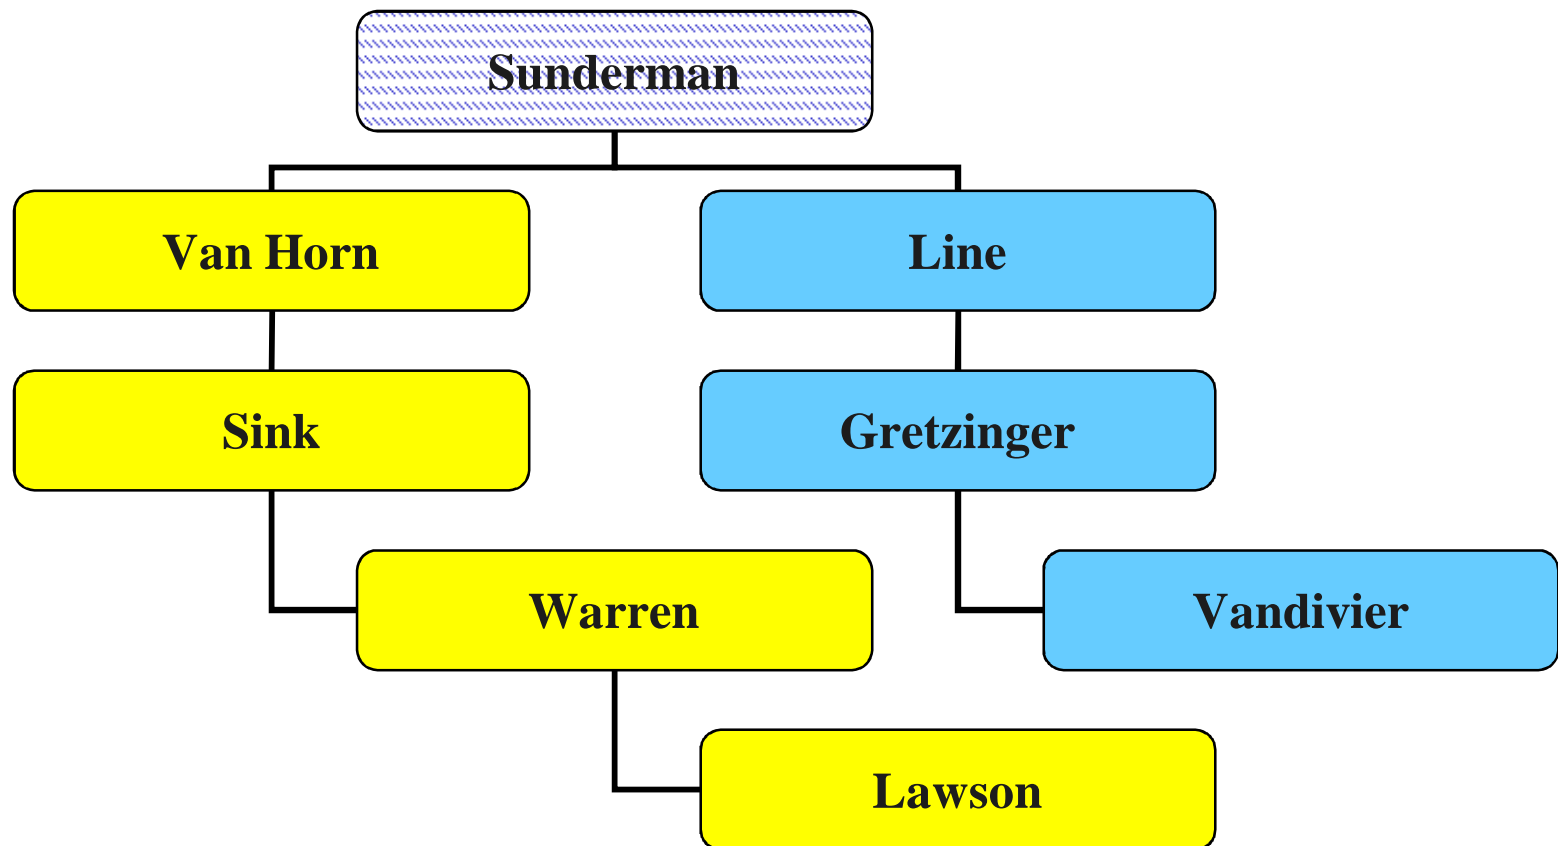 Sunderman
Van Horn
Line
Sink
Gretzinger
Warren
Vandivier
Lawson